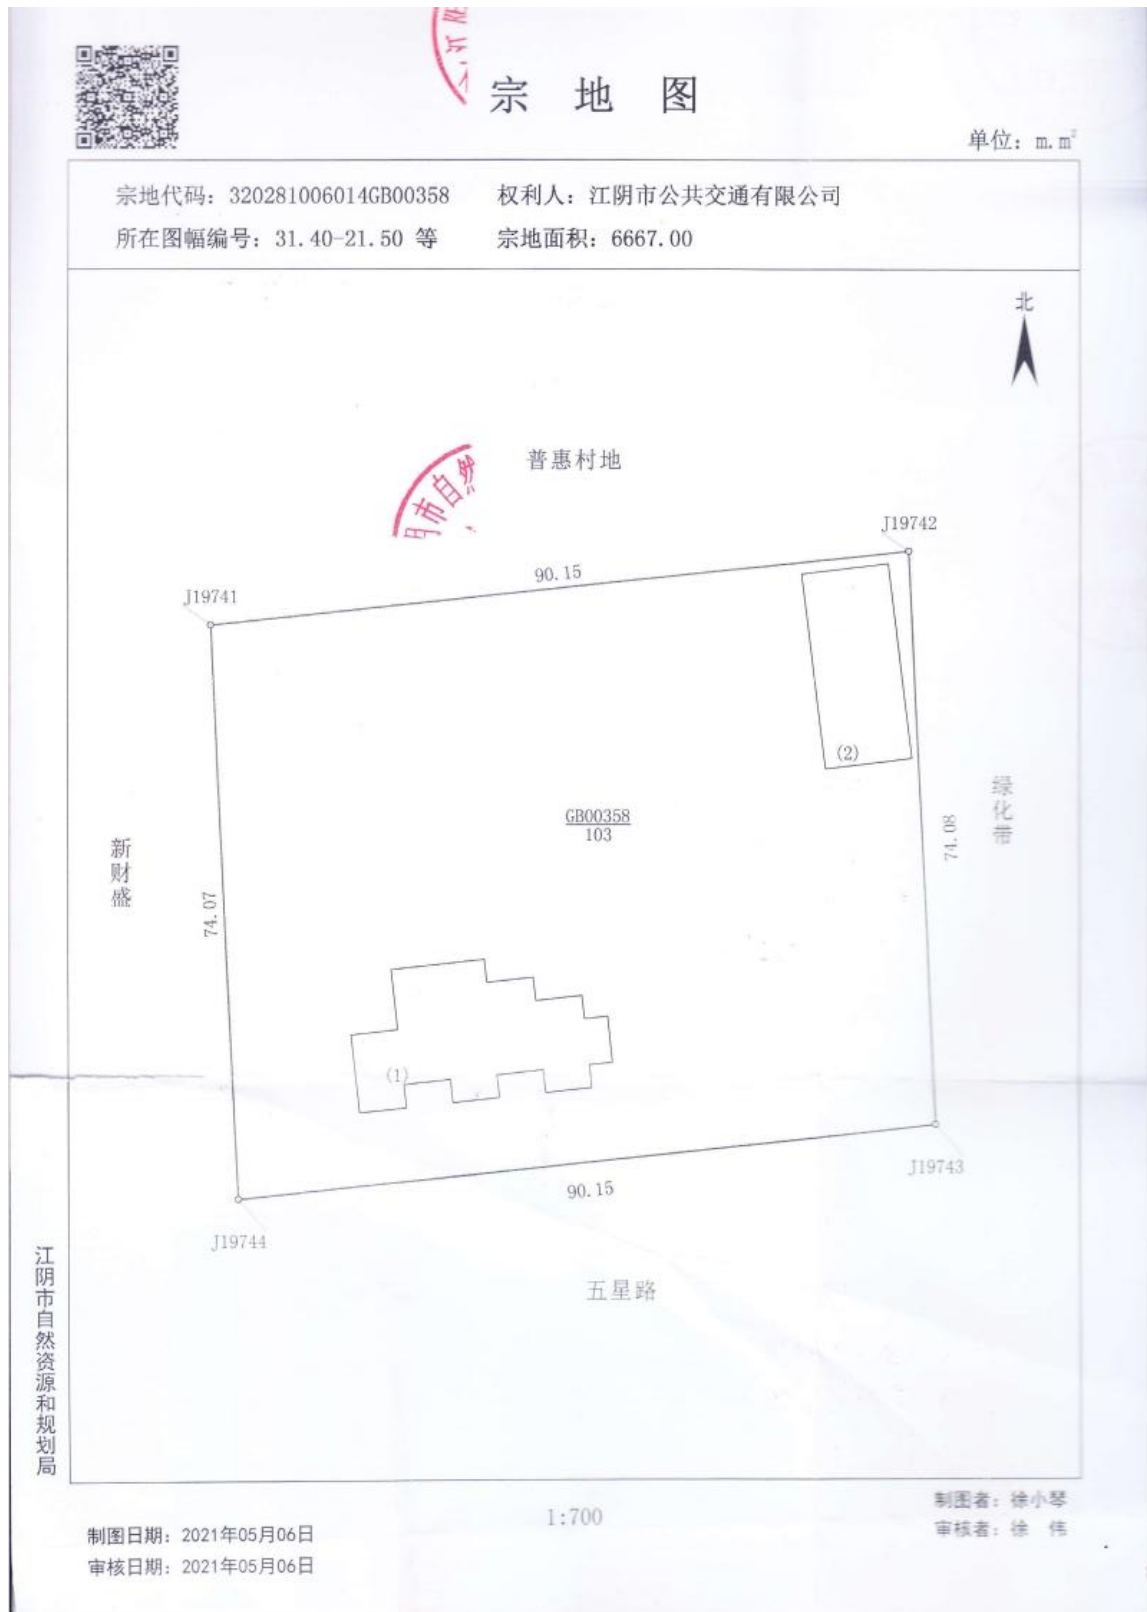 宗 地 图
单位：m.m²
宗地代码：320281006014GB00358 权利人：江阴市公共交通有限公司
所在图幅编号：31.40-21.50 等 宗地面积：6667.00
北
普惠村地
市自然
J19742
90.15
J19741
(2)
GB00358
103
绿化带
74.08
新财盛
74.07
(1)
J19743
90.15
J19744
五星路
江阴市自然资源和规划局
1:700
制图者：徐小琴
审核者：徐 伟
制图日期：2021年05月06日
审核日期：2021年05月06日